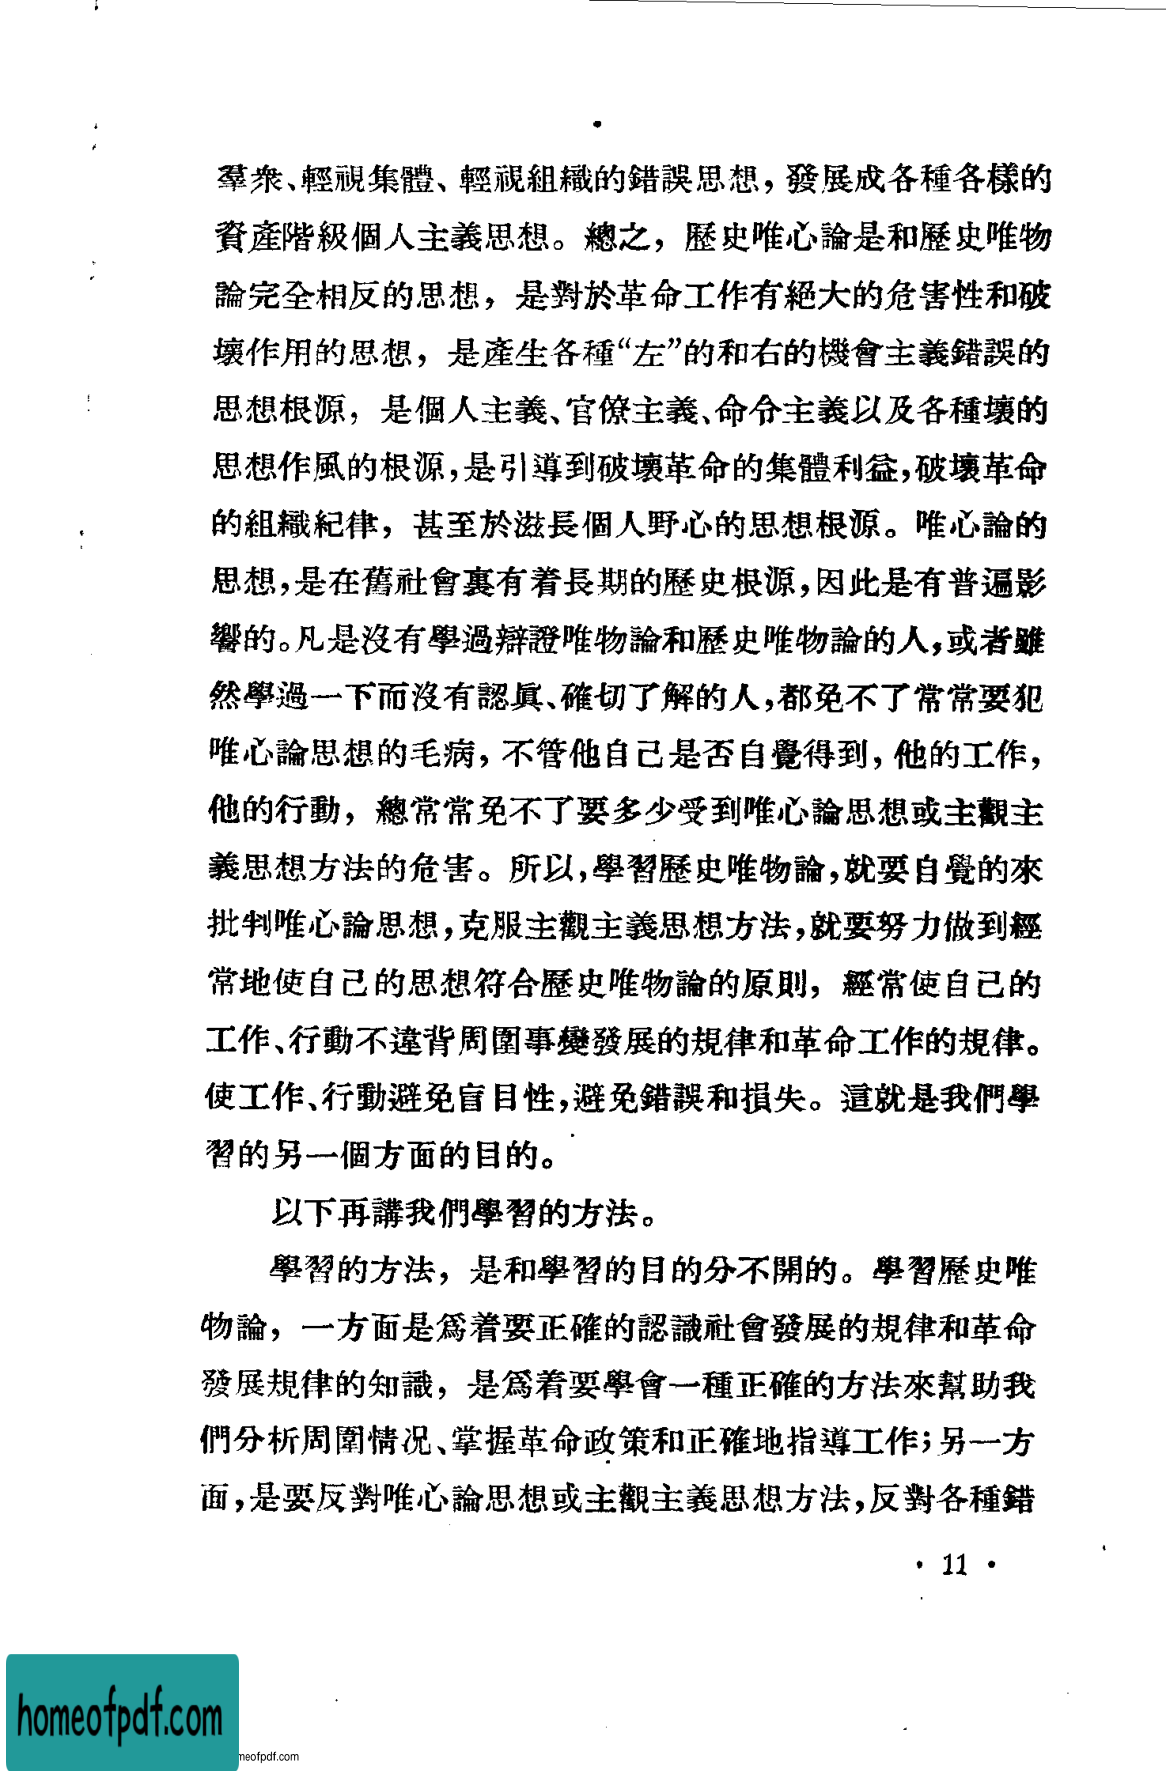 羣衆、輕視集體、輕視組織的錯誤思想，發展成各種各樣的
資產階級個人主義思想。總之，歷史唯心論是和歷史唯物
論完全相反的思想，是對於革命工作有絕大的危害性和破
壞作用的思想，是產生各種“左”的和右的機會主義錯誤的
思想根源，是個人主義、官僚主義、命令主義以及各種壞的
思想作風的根源，是引導到破壞革命的集體利益，破壞革命
的組織紀律，甚至於滋長個人野心的思想根源。唯心論的
思想，是在舊社會裏有着長期的歷史根源，因此是有普遍影
響的。凡是沒有學過辯證唯物論和歷史唯物論的人，或者雖
然學過一下而沒有認眞、確切了解的人，都免不了常常要犯
唯心論思想的毛病，不管他自己是否自覺得到，他的工作，
他的行動，總常常免不了要多少受到唯心論思想或主觀主
義思想方法的危害。所以，學習歷史唯物論，就要自覺的來
批判唯心論思想，克服主觀主義思想方法，就要努力做到經
常地使自己的思想符合歷史唯物論的原則，經常使自己的
工作、行動不違背周圍事變發展的規律和革命工作的規律。
使工作、行動避免盲目性，避免錯誤和損失。這就是我們學
習的另一個方面的目的。
以下再講我們學習的方法。
學習的方法，是和學習的目的分不開的。學習歷史唯
物論，一方面是爲着要正確的認識社會發展的規律和革命
發展規律的知識，是爲着要學會一種正確的方法來幫助我
們分析周圍情況、掌握革命政策和正確地指導工作；另一方
面，是要反對唯心論思想或主觀主義思想方法，反對各種錯
· 11 ·
homeofpdf.com
meofpdf.com